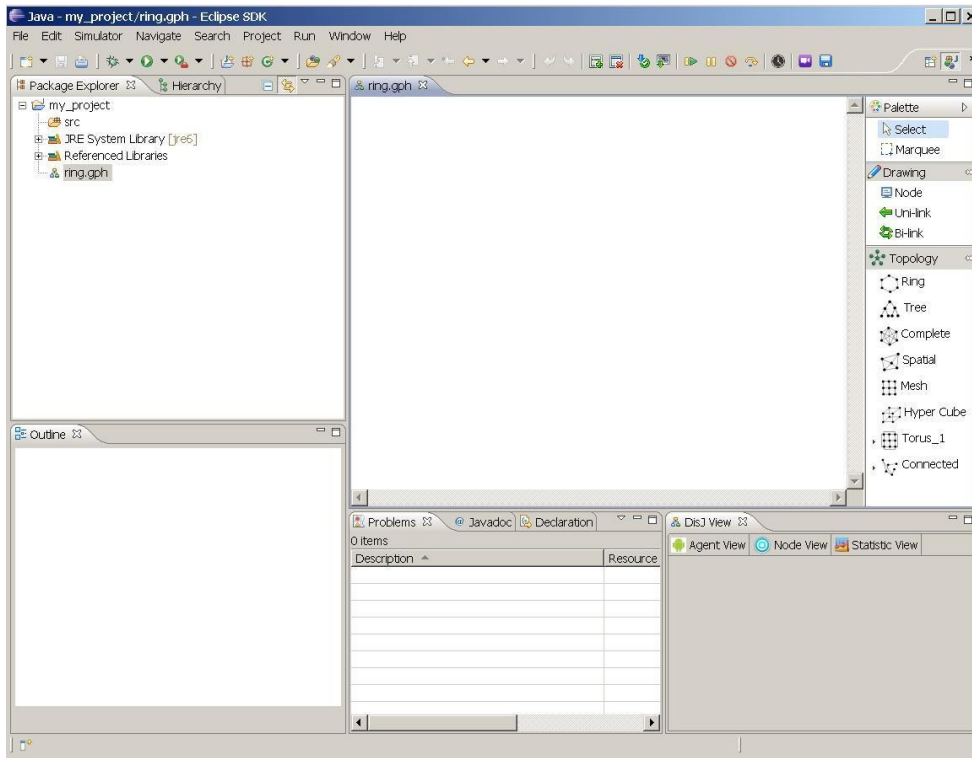 Java - my_project/ring.gph - Eclipse SDK
File Edit Simulator Navigate Search Project Run Window Help
Package Explorer Hierarchy
my_project
src
JRE System Library [jre6]
Referenced Libraries
ring.gph
ring.gph
Palette
Select
Marquee
Drawing
Node
Uni-link
Bi-link
Topology
Ring
Tree
Complete
Spatial
Mesh
Hyper Cube
Torus_1
Connected
Outline
Problems @ Javadoc Declaration
0 items
Description Resource
DisJ View
Agent View Node View Statistic View